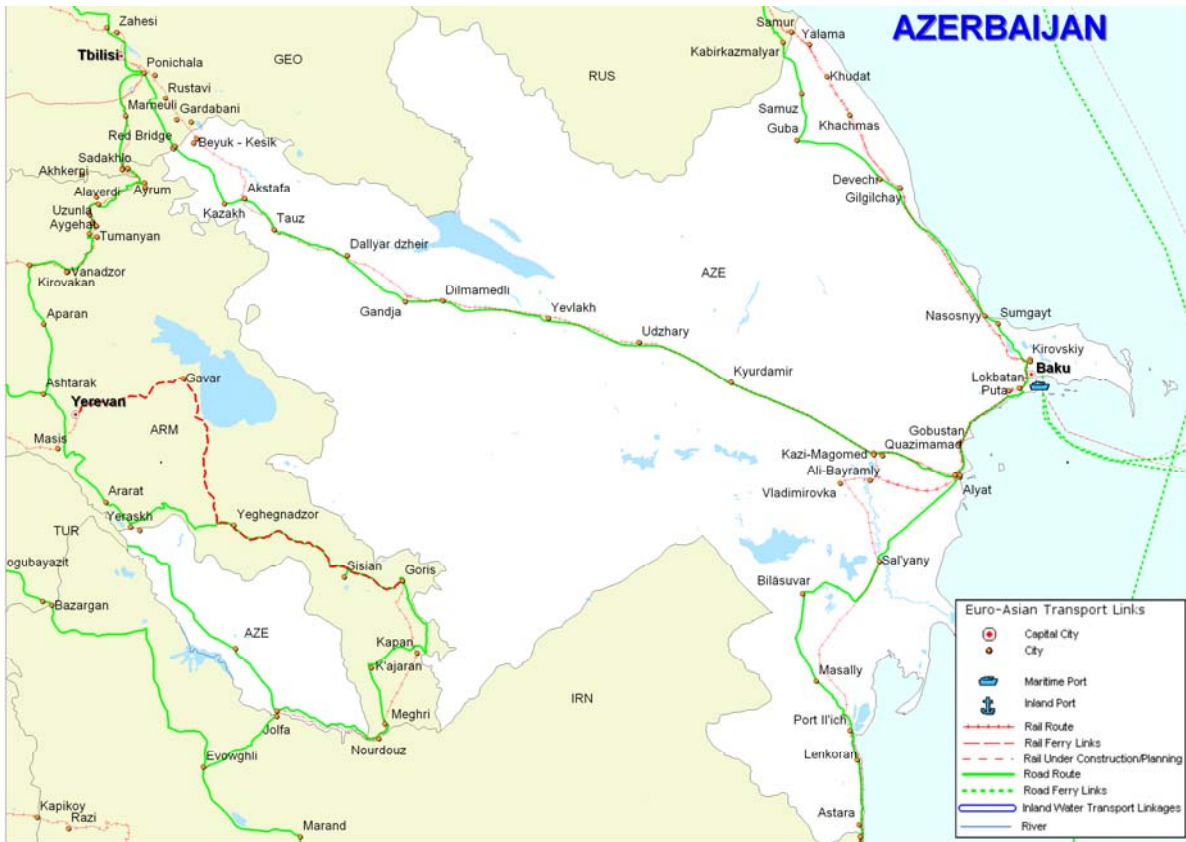 AZERBAIJAN
Zahesi
Tbilisi
Ponichala
GEO
Rustavi
Marneuli
Gardabani
Red Bridge
Beyuk - Kesik
Sadakhlo
Akhkerpi
Ayrum
Alaverdi
Uzunla
Aygehat
Tumanyan
Vanadzor
Kirovakan
Aparan
Ashtarak
Yerevan
Gavar
ARM
Masis
Ararat
Yeraskh
Yeghegnadzor
TUR
ogubayazit
Bazargan
Sisian
Goris
AZE
Kapan
K'ajaran
Meghri
Jolfa
Nourdouz
Evowghli
Kapikoy
Razi
Marand
IRN
Akstafa
Kazakh
Tauz
Dallyar dzheir
Gandja
Dilmamedli
Yevlakh
Udzhary
Kyurdamir
AZE
RUS
Samur
Yalama
Kabirkazmalyar
Khudat
Samuz
Khachmas
Guba
Devechi
Gilgilchay
Nasosnyy
Sumgayt
Kirovskiy
Baku
Lokbatan
Puta
Gobustan
Quazimama
Kazi-Magomed
Ali-Bayramly
Vladimirovka
Alyat
Sal'yany
Biläsuvar
Masally
Port Il'ich
Lenkoran
Astara
Euro-Asian Transport Links
Capital City
City
Maritime Port
Inland Port
Rail Route
Rail Ferry Links
Rail Under Construction/Planning
Road Route
Road Ferry Links
Inland Water Transport Linkages
River